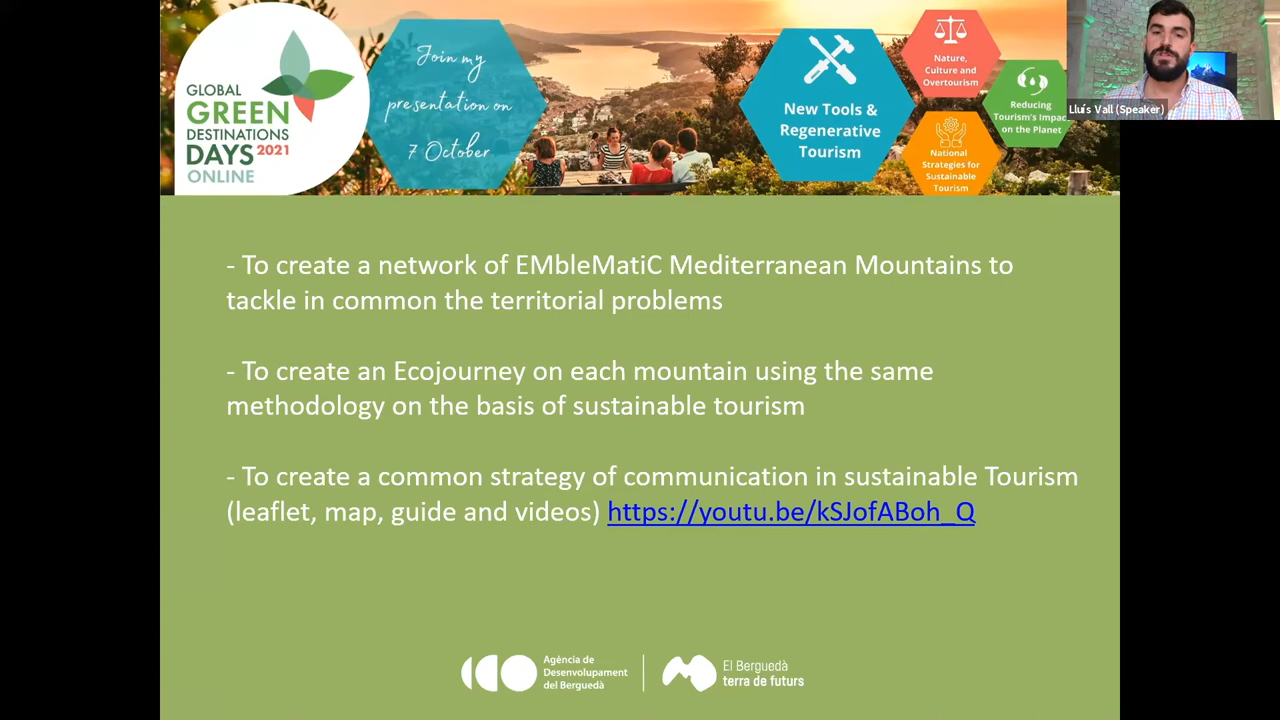 GLOBAL
GREEN
DESTINATIONS
DAYS 2021
ONLINE
Join my
presentation on
7 October
New Tools &
Regenerative
Tourism
Nature,
Culture and
Overtourism
Reducing
Tourism's Impac
on the Planet
National
Strategies for
Sustainable
Tourism
Lluís Vall (Speaker)
- To create a network of EMbleMatiC Mediterranean Mountains to
tackle in common the territorial problems
- To create an Ecojourney on each mountain using the same
methodology on the basis of sustainable tourism
- To create a common strategy of communication in sustainable Tourism
(leaflet, map, guide and videos) https://youtu.be/kSJofABoh_Q
Agència de
Desenvolupament
del Berguedà
El Berguedà
terra de futurs